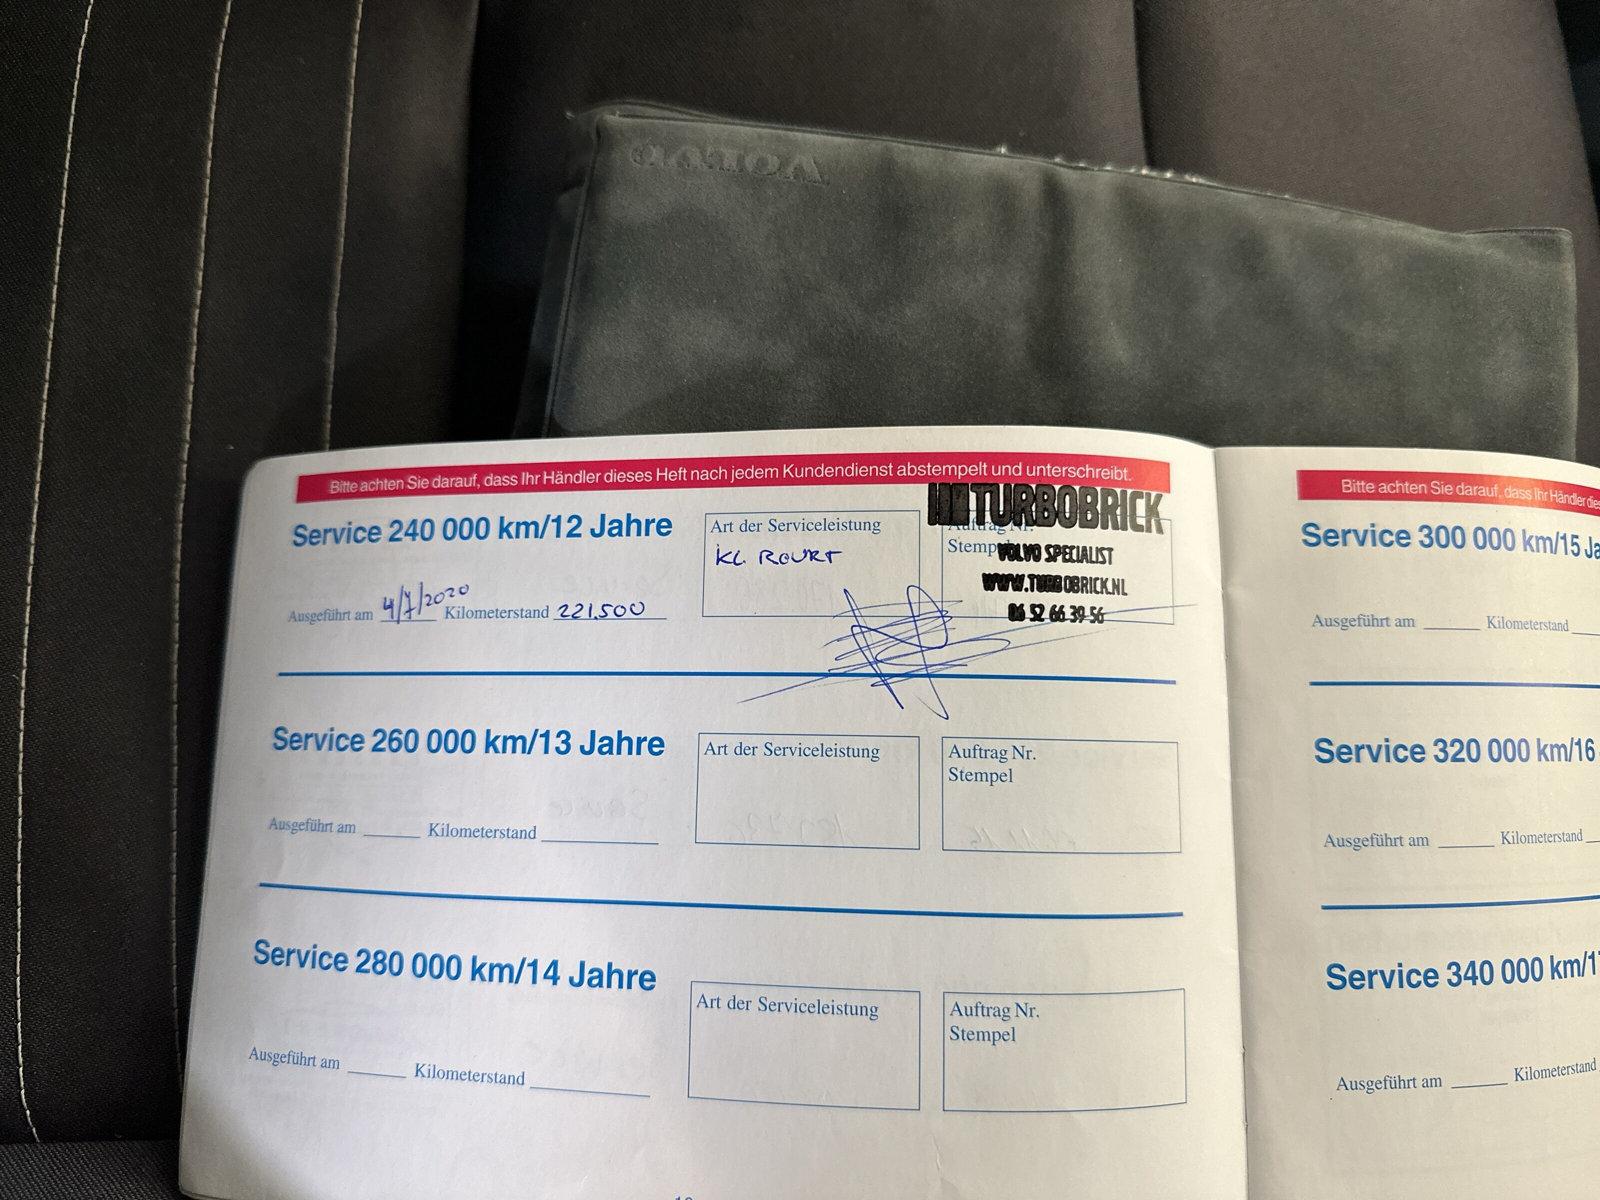 VOLVO
Bitte achten Sie darauf, dass Ihr Händler dieses Heft nach jedem Kundendienst abstempelt und unterschreibt.
Service 240 000 km/12 Jahre
Art der Serviceleistung
KL. BEURT
Auftrag Nr.
Stempel
TURBOBRICK
VOLVO SPECIALIST
WWW.TURBOBRICK.NL
06 52 66 39 56
Ausgeführt am 4/7/2020 Kilometerstand 221.500
Service 260 000 km/13 Jahre
Art der Serviceleistung
Auftrag Nr.
Stempel
Ausgeführt am Kilometerstand
Service 280 000 km/14 Jahre
Art der Serviceleistung
Auftrag Nr.
Stempel
Ausgeführt am Kilometerstand
Bitte achten Sie darauf, dass Ihr Händler
Service 300 000 km/15
Ausgeführt am Kilometerstand
Service 320 000 km/16
Ausgeführt am Kilometerstand
Service 340 000 km/1
Ausgeführt am Kilometerstand